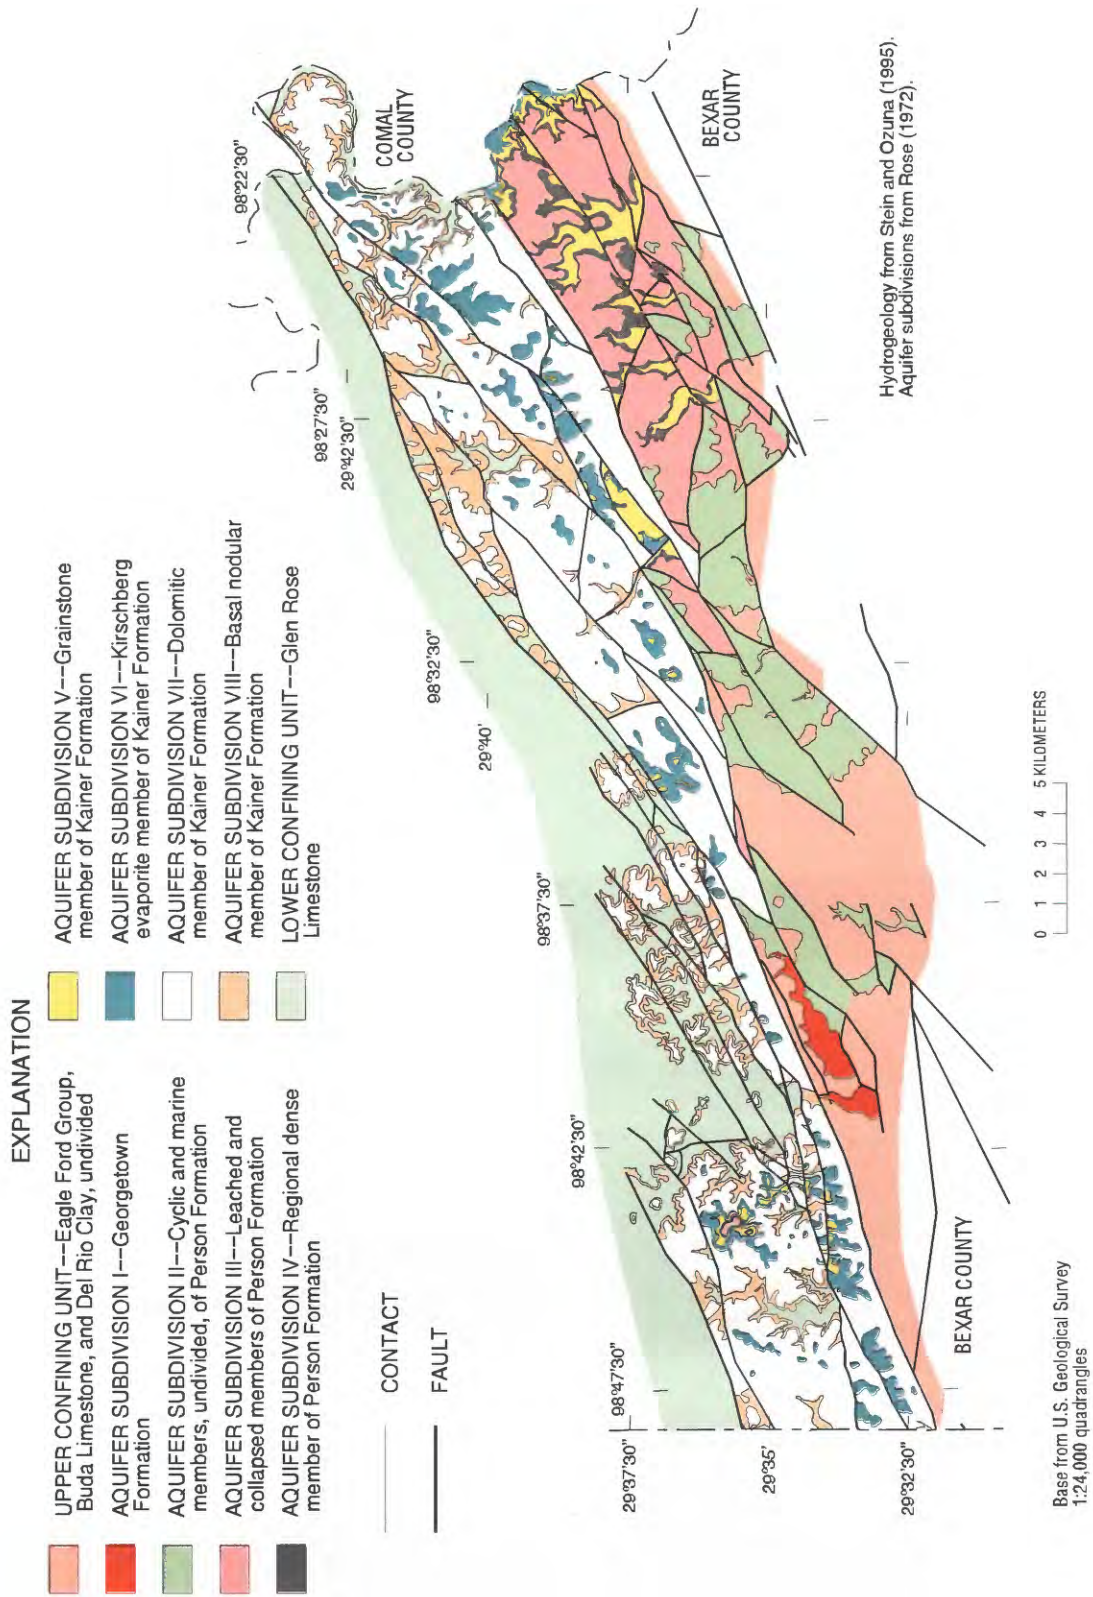 EXPLANATION
UPPER CONFINING UNIT---Eagle Ford Group,
Buda Limestone, and Del Rio Clay, undivided
AQUIFER SUBDIVISION I---Georgetown
Formation
AQUIFER SUBDIVISION II---Cyclic and marine
members, undivided, of Person Formation
AQUIFER SUBDIVISION III---Leached and
collapsed members of Person Formation
AQUIFER SUBDIVISION IV---Regional dense
member of Person Formation
AQUIFER SUBDIVISION V---Grainstone
member of Kainer Formation
AQUIFER SUBDIVISION VI---Kirschberg
evaporite member of Kainer Formation
AQUIFER SUBDIVISION VII---Dolomitic
member of Kainer Formation
AQUIFER SUBDIVISION VIII---Basal nodular
member of Kainer Formation
LOWER CONFINING UNIT---Glen Rose
Limestone
CONTACT
FAULT
98°22'30"
98°27'30"
29°42'30"
98°32'30"
29°40'
98°37'30"
98°42'30"
98°47'30"
29°37'30"
29°35'
29°32'30"
COMAL
COUNTY
BEXAR
COUNTY
BEXAR COUNTY
0 1 2 3 4 5 KILOMETERS
Hydrogeology from Stein and Ozuna (1995).
Aquifer subdivisions from Rose (1972).
Base from U.S. Geological Survey
1:24,000 quadrangles